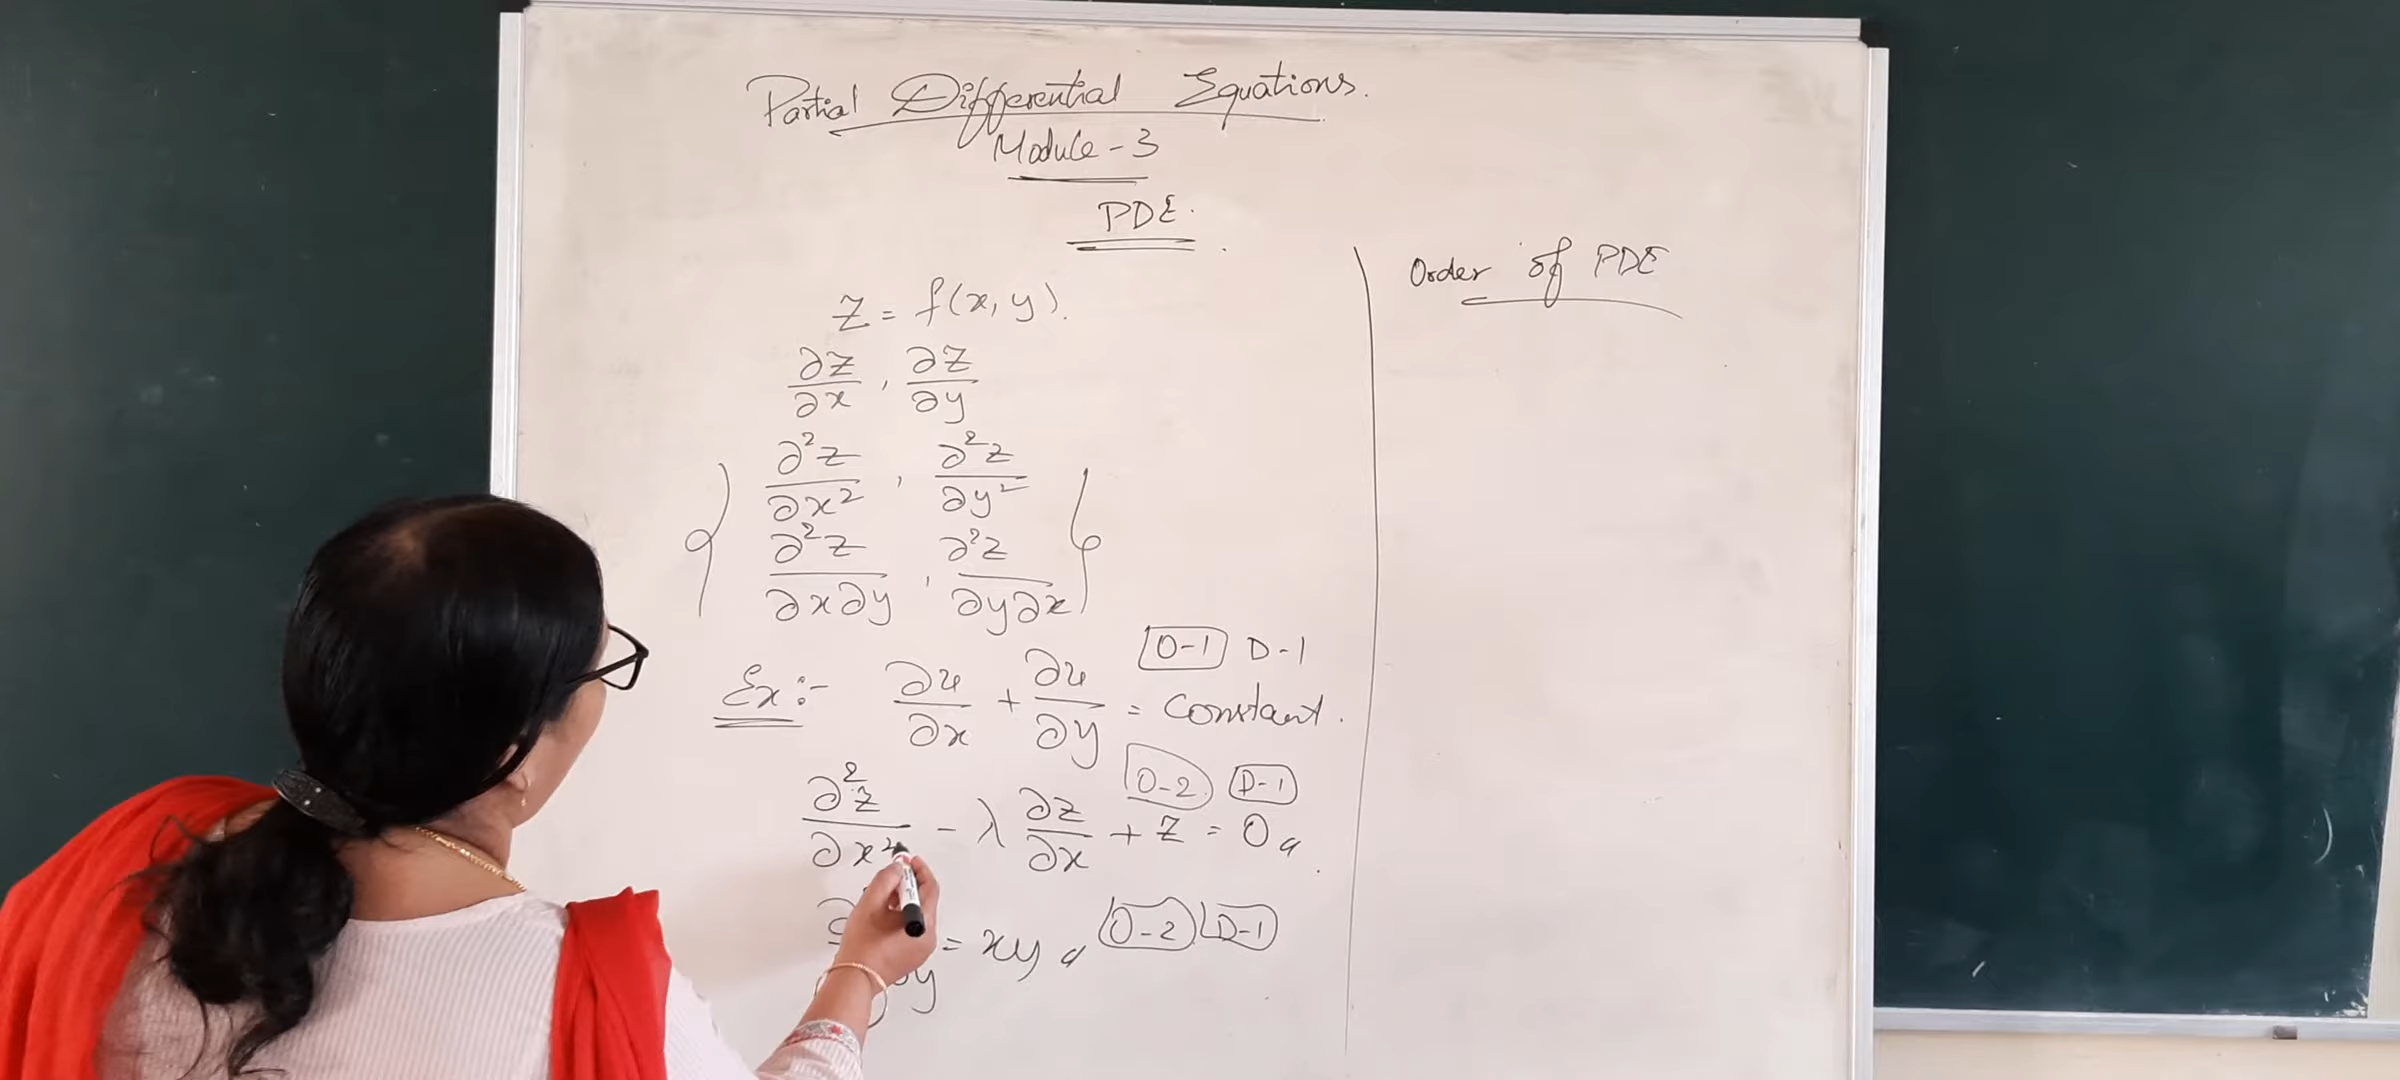 Partial Differential Equations.
Module - 3
PDE.
Z = f(x, y).
∂Z/∂x , ∂Z/∂y
∂²z/∂x² , ∂²z/∂y²
∂²z/∂x∂y , ∂²z/∂y∂x
O-1 D-1
Ex:- ∂u/∂x + ∂u/∂y = Constant.
O-2 D-1
∂²z/∂x² - λ ∂z/∂x + z = 0
= xy O-2 D-1
Order of PDE